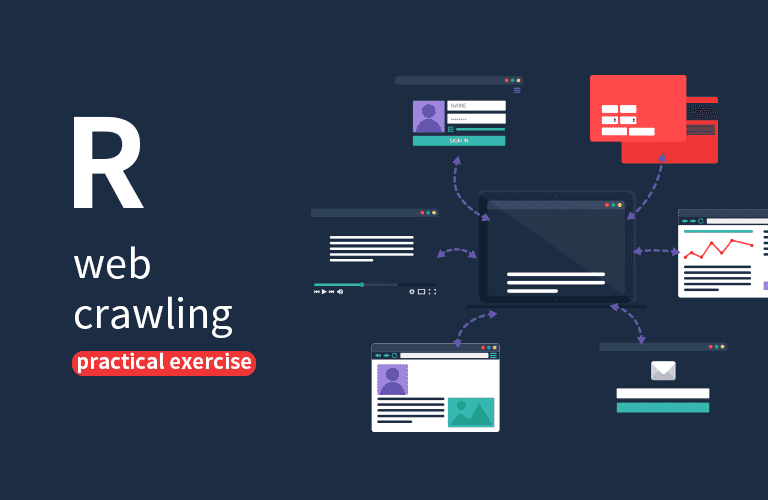 R
web
crawling
practical exercise
NAME
SIGN IN